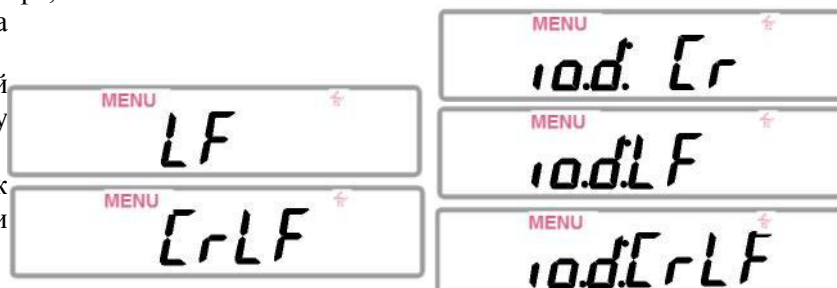 а
й
MENU
LF
у
к
MENU
CrLF
и
MENU
io.d. Cr
MENU
io.d.LF
MENU
io.d.CrLF